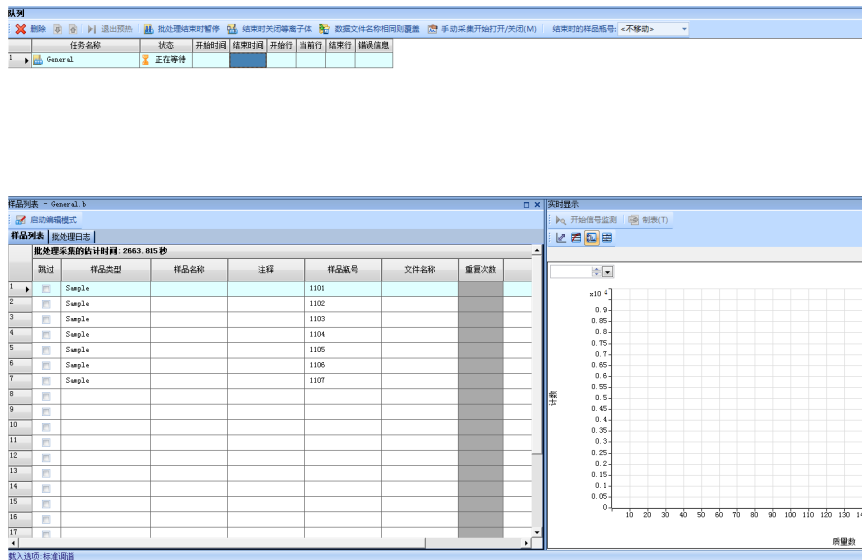 队列
删除 退出预热 批处理结束时暂停 结束时关闭等离子体 数据文件名称相同则覆盖 手动采集开始打开/关闭(M) 结束时的样品瓶号: <不移动>
任务名称 状态 开始时间 结束时间 开始行 当前行 结束行 错误信息
1 General 正在等待
样品列表 - General.b
启动编辑模式
样品列表 批处理日志
批处理采集的估计时间: 2663.815 秒
跳过 样品类型 样品名称 注释 样品瓶号 文件名称 重复次数
1 Sample 1101
2 Sample 1102
3 Sample 1103
4 Sample 1104
5 Sample 1105
6 Sample 1106
7 Sample 1107
8
9
10
11
12
13
14
15
16
17
载入选项: 标准调谐
实时显示
开始信号监测 制表(T)
x10
0.9
0.85
0.8
0.75
0.7
0.65
0.6
0.55
0.5
0.45
0.4
0.35
0.3
0.25
0.2
0.15
0.1
0.05
0
计数
10 20 30 40 50 60 70 80 90 100 110 120 130
质量数